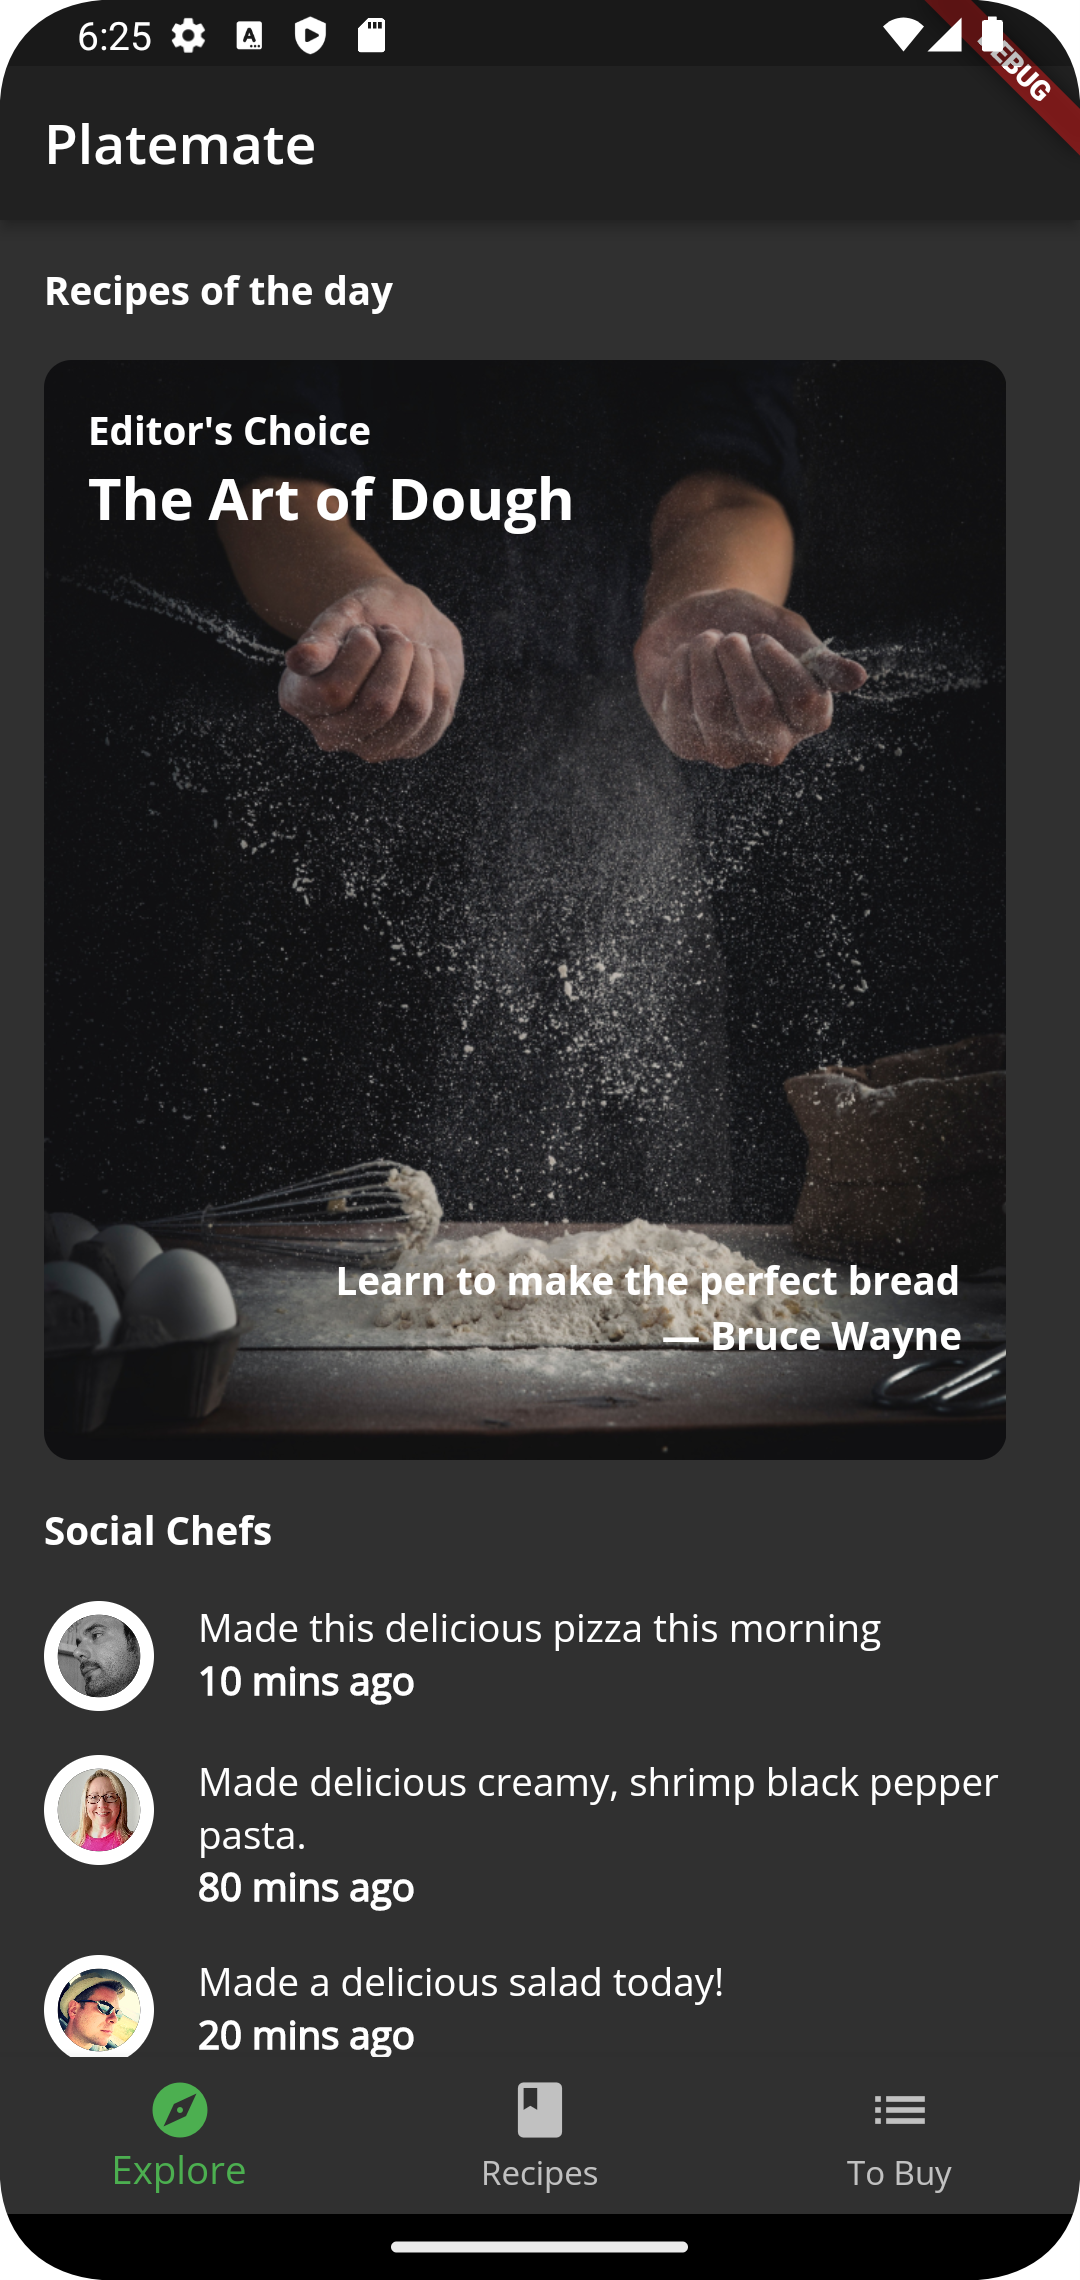 6:25
DEBUG
Platemate
Recipes of the day
Editor's Choice
The Art of Dough
Learn to make the perfect bread
— Bruce Wayne
Social Chefs
Made this delicious pizza this morning
10 mins ago
Made delicious creamy, shrimp black pepper
pasta.
80 mins ago
Made a delicious salad today!
20 mins ago
Explore
Recipes
To Buy